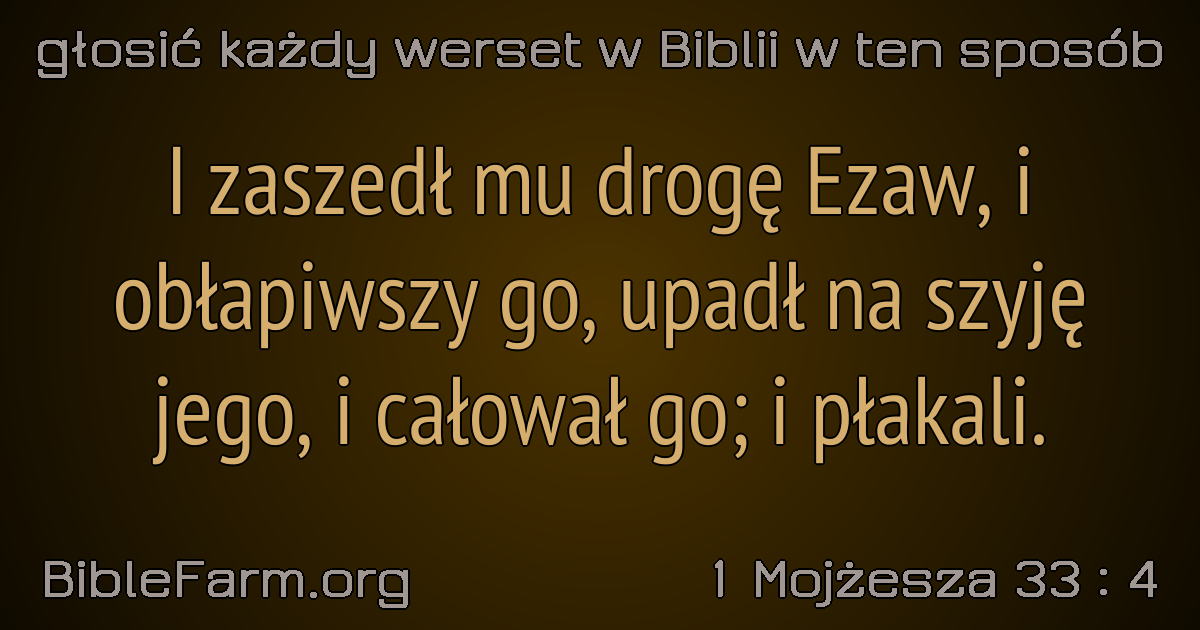 głosić każdy werset w Biblii w ten sposób
I zaszedł mu drogę Ezaw, i
obłapiwszy go, upadł na szyję
jego, i całował go; i płakali.
BibleFarm.org
1 Mojżesza 33 : 4